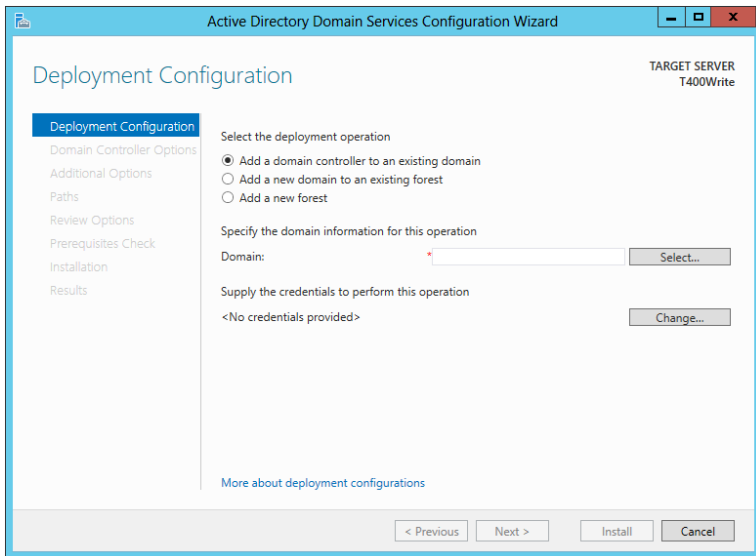 Active Directory Domain Services Configuration Wizard
Deployment Configuration
TARGET SERVER
T400Write
Deployment Configuration
Domain Controller Options
Additional Options
Paths
Review Options
Prerequisites Check
Installation
Results
Select the deployment operation
Add a domain controller to an existing domain
Add a new domain to an existing forest
Add a new forest
Specify the domain information for this operation
Domain: * Select...
Supply the credentials to perform this operation
<No credentials provided> Change...
More about deployment configurations
< Previous Next > Install Cancel